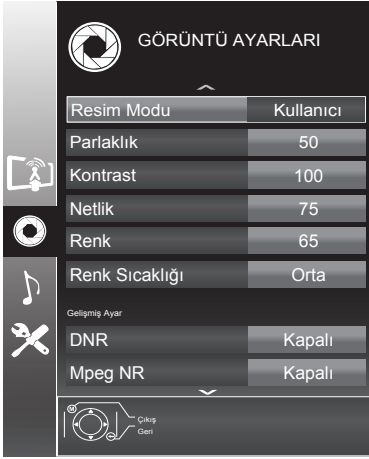 GÖRÜNTÜ AYARLARI
Resim Modu Kullanıcı
Parlaklık 50
Kontrast 100
Netlik 75
Renk 65
Renk Sıcaklığı Orta
Gelişmiş Ayar
DNR Kapalı
Mpeg NR Kapalı
M
Çıkış
Geri